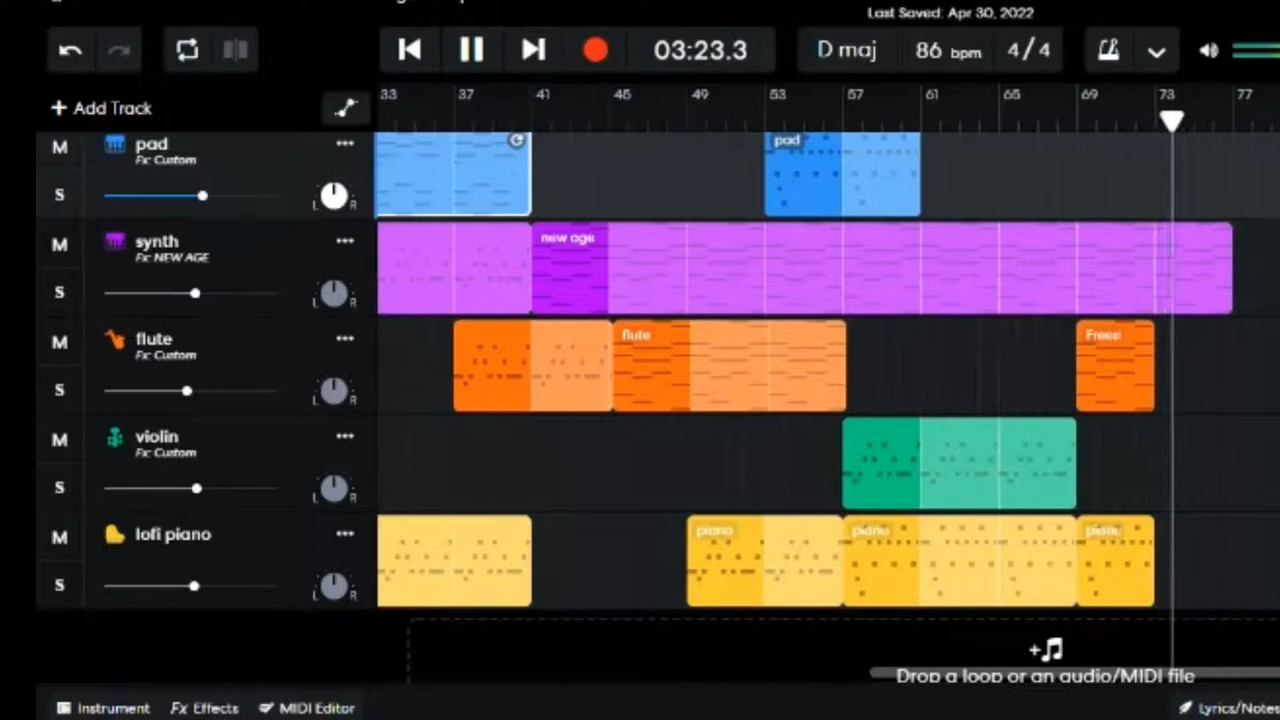 Last Saved: Apr 30, 2022
03:23.3 D maj 86 bpm 4/4
+ Add Track 33 37 41 45 49 53 57 61 65 69 73 77
M pad ••• pad
Fx: Custom
S L R
M synth ••• new age
Fx: NEW AGE
S L R
M flute ••• flute Freesi
Fx: Custom
S L R
M violin •••
Fx: Custom
S L R
M lofi piano ••• piano piano piano
S L R
Drop a loop or an audio/MIDI file
Instrument Fx Effects MIDI Editor Lyrics/Notes